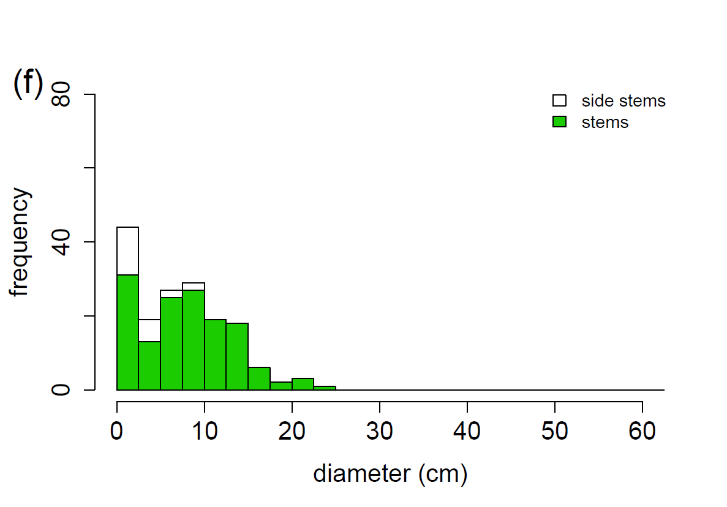 (f)
80
40
0
frequency
side stems
stems
0 10 20 30 40 50 60
diameter (cm)